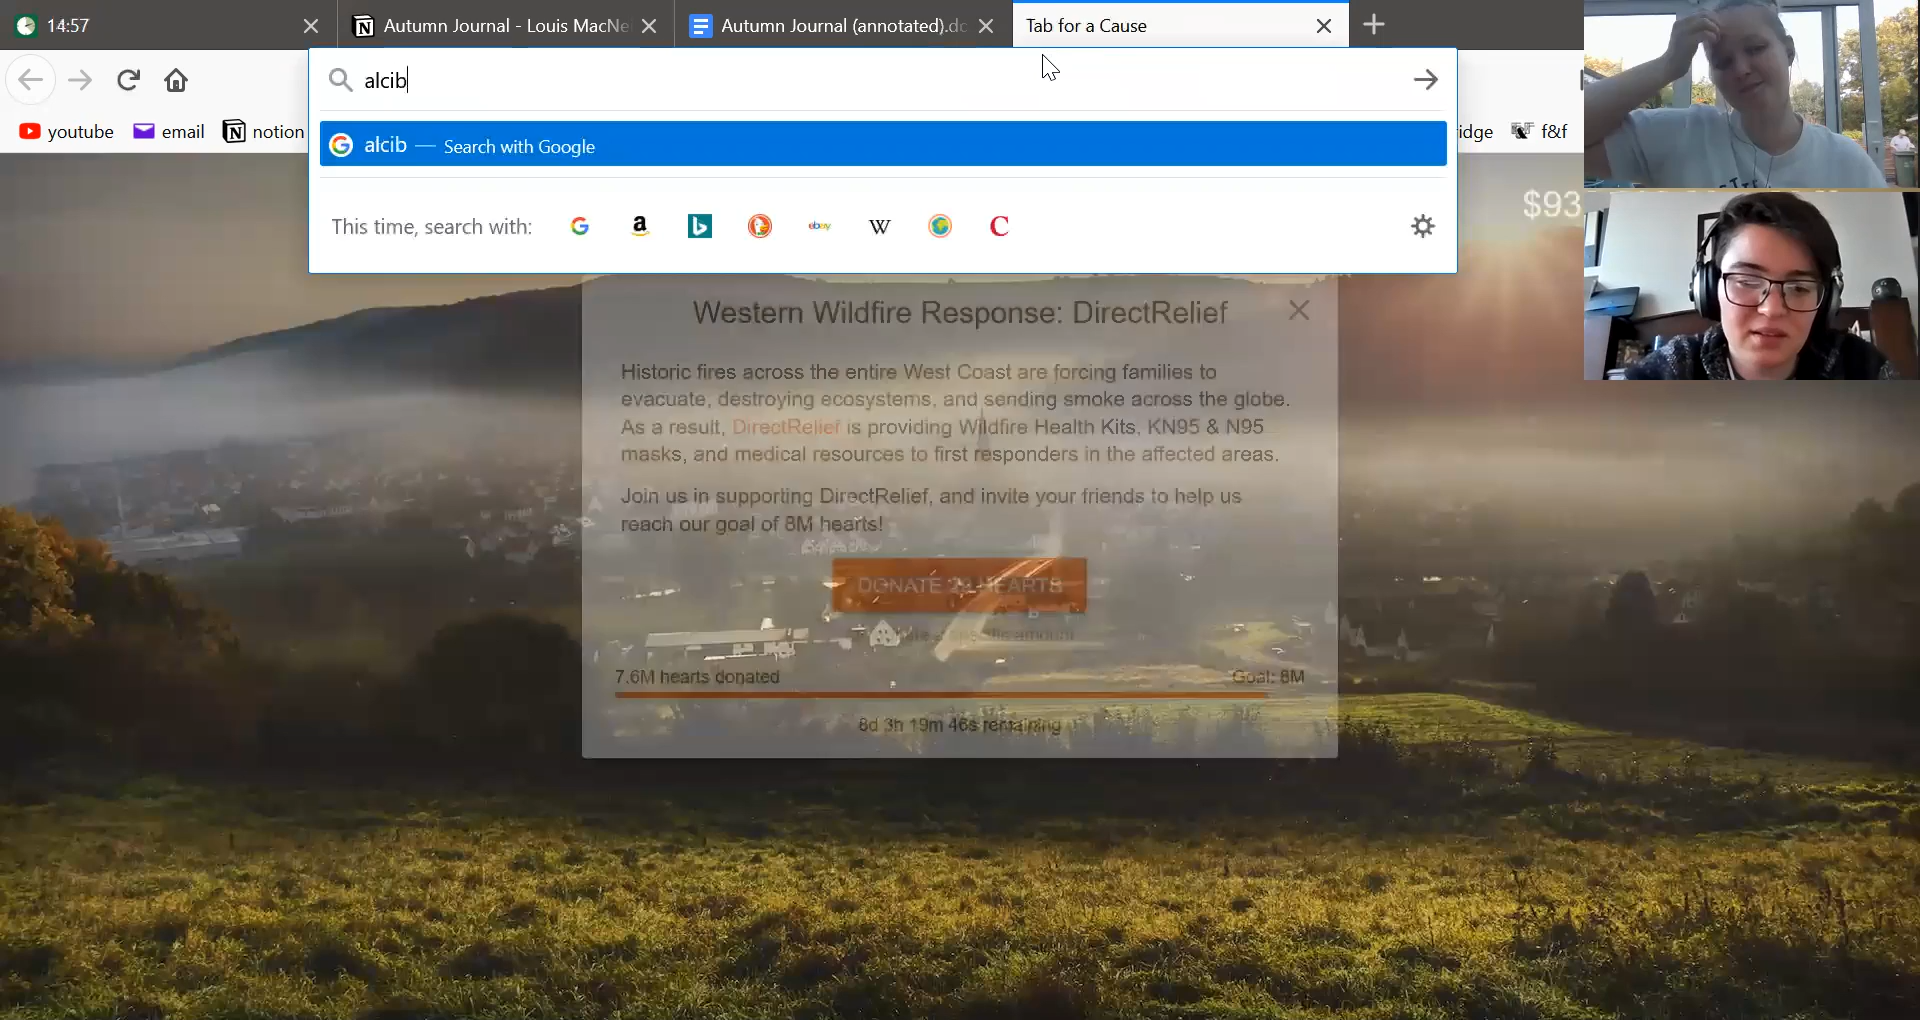 14:57
Autumn Journal - Louis MacNe
Autumn Journal (annotated).dc
Tab for a Cause
alcib
youtube
email
notion
idge
f&f
alcib — Search with Google
This time, search with:
$93
Western Wildfire Response: DirectRelief
Historic fires across the entire West Coast are forcing families to
evacuate, destroying ecosystems, and sending smoke across the globe.
As a result, DirectRelief is providing Wildfire Health Kits, KN95 & N95
masks, and medical resources to first responders in the affected areas.
Join us in supporting DirectRelief, and invite your friends to help us
reach our goal of 8M hearts!
DONATE HEARTS
amount
7.6M hearts donated
Goal: 8M
8d 3h 19m 46s remaining